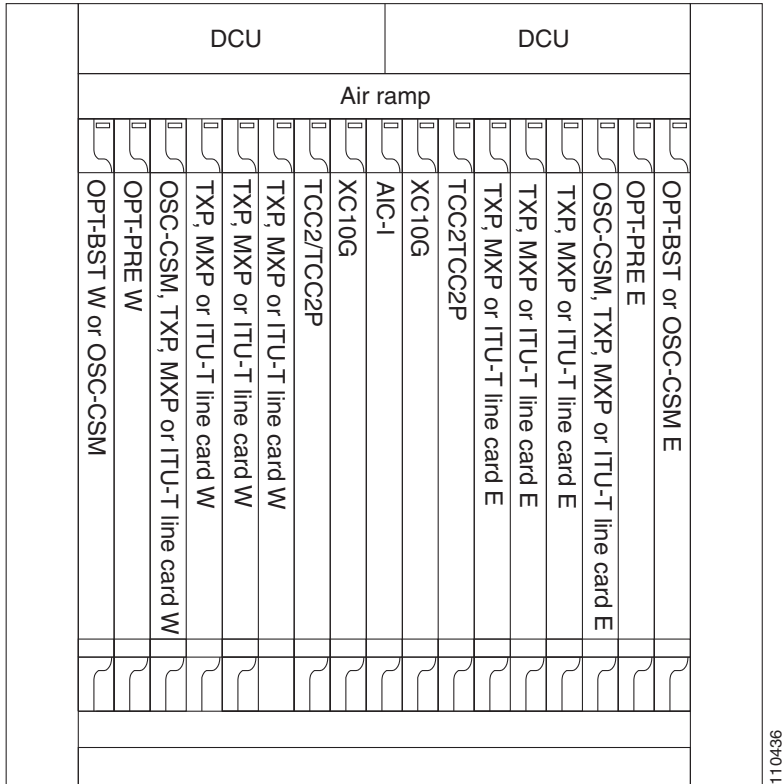 DCU
DCU
Air ramp
OPT-BST W or OSC-CSM
OPT-PRE W
OSC-CSM, TXP, MXP or ITU-T line card W
TXP, MXP or ITU-T line card W
TXP, MXP or ITU-T line card W
TXP, MXP or ITU-T line card W
TCC2/TCC2P
XC10G
AIC-I
XC10G
TCC2TCC2P
TXP, MXP or ITU-T line card E
TXP, MXP or ITU-T line card E
TXP, MXP or ITU-T line card E
OSC-CSM, TXP, MXP or ITU-T line card E
OPT-PRE E
OPT-BST or OSC-CSM E
110436